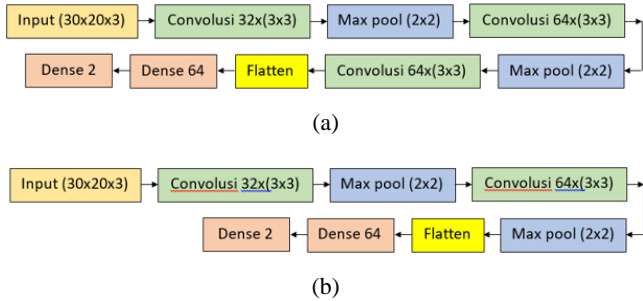 Input (30x20x3) Convolusi 32x(3x3) Max pool (2x2) Convolusi 64x(3x3)
Dense 2 Dense 64 Flatten Convolusi 64x(3x3) Max pool (2x2)
(a)
Input (30x20x3) Convolusi 32x(3x3) Max pool (2x2) Convolusi 64x(3x3)
Dense 2 Dense 64 Flatten Max pool (2x2)
(b)